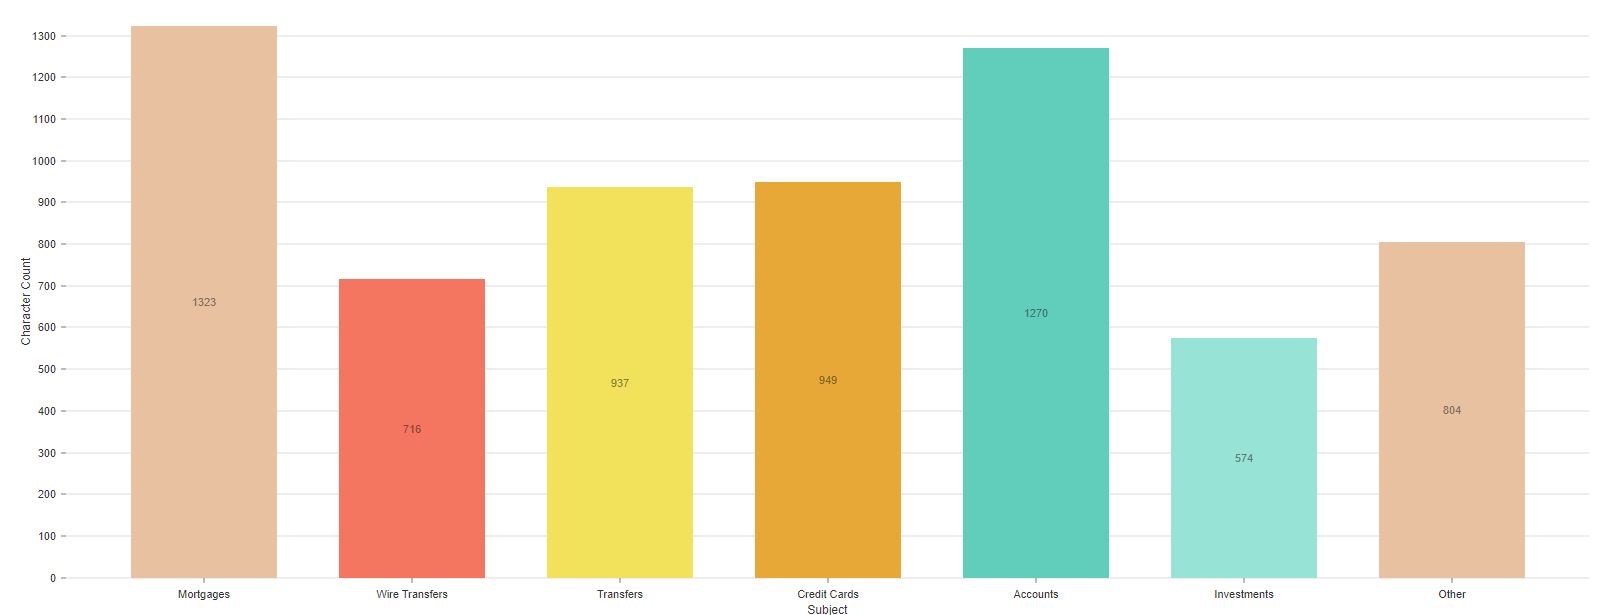 Character Count
1300
1200
1100
1000
900
800
700
600
500
400
300
200
100
0
1323
716
937
949
1270
574
804
Mortgages
Wire Transfers
Transfers
Credit Cards
Accounts
Investments
Other
Subject